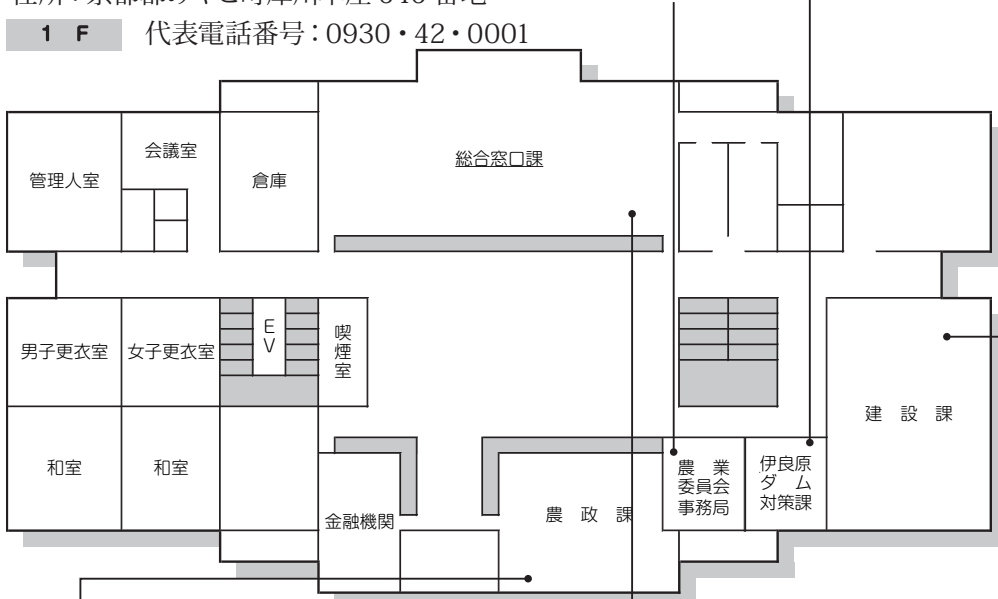 1 F 代表電話番号：0930・42・0001
管理人室
会議室
倉庫
総合窓口課
男子更衣室
女子更衣室
EV
喫煙室
建設課
和室
和室
金融機関
農政課
農業
委員会
事務局
伊良原
ダム
対策課